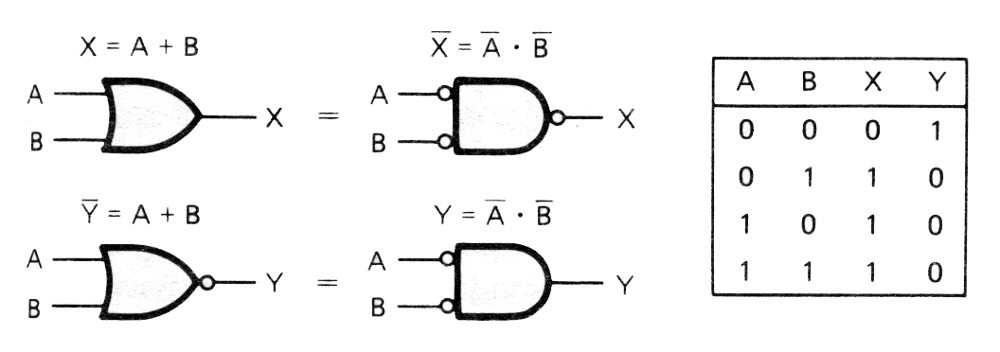 X = A + B
X̅ = A̅ · B̅
A
B
X
=
A
B
X
Y̅ = A + B
Y = A̅ · B̅
A
B
Y
=
A
B
Y
A B X Y
0 0 0 1
0 1 1 0
1 0 1 0
1 1 1 0